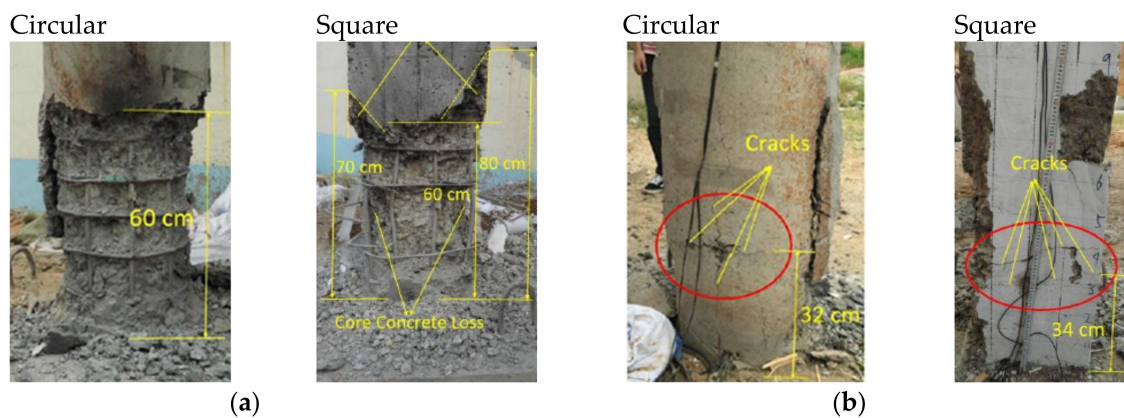 Circular
Square
Circular
Square
60 cm
70 cm
60 cm
80 cm
Core Concrete Loss
Cracks
32 cm
Cracks
34 cm
(a)
(b)